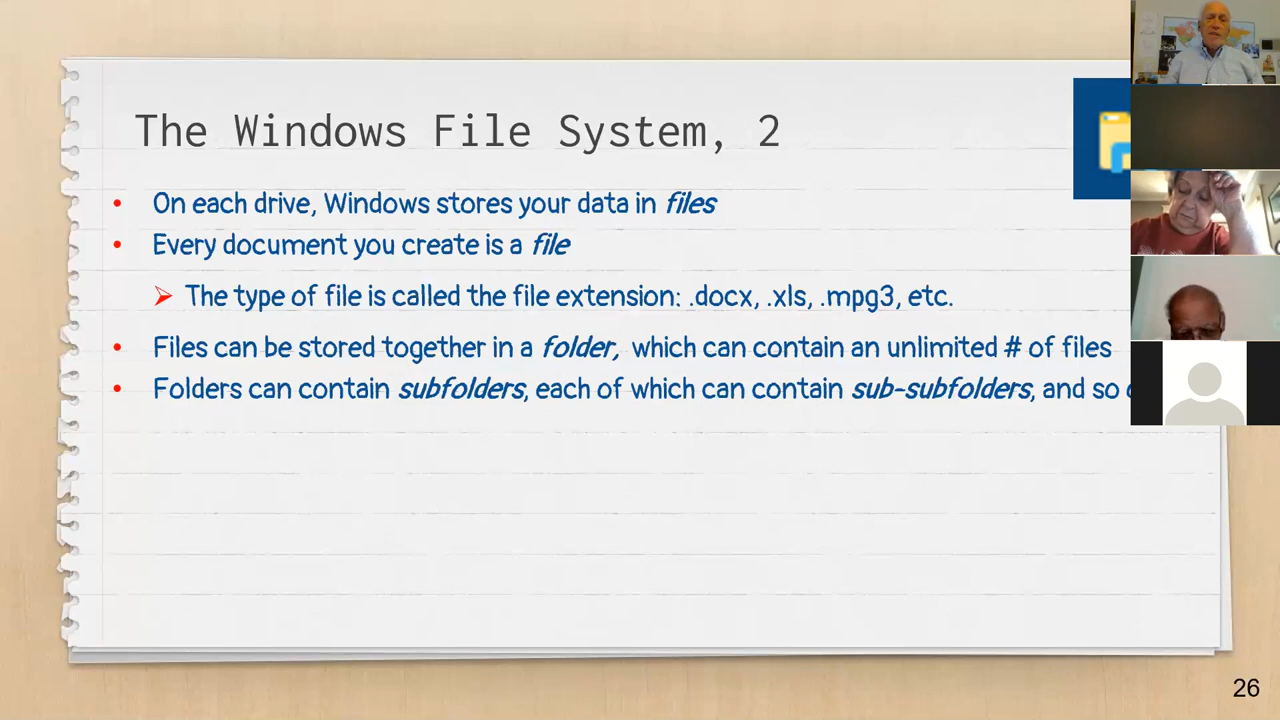 The Windows File System, 2
• On each drive, Windows stores your data in files
• Every document you create is a file
➢ The type of file is called the file extension: .docx, .xls, .mpg3, etc.
• Files can be stored together in a folder, which can contain an unlimited # of files
• Folders can contain subfolders, each of which can contain sub-subfolders, and so
26